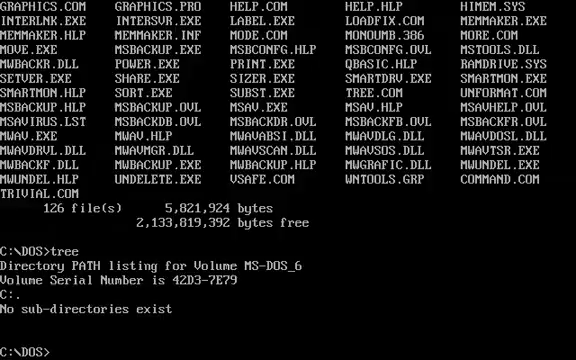 GRAPHICS.COM GRAPHICS.PRO HELP.COM HELP.HLP HIMEM.SYS
INTERLNK.EXE INTERSVR.EXE LABEL.EXE LOADFIX.COM MEMMAKER.EXE
MEMMAKER.HLP MEMMAKER.INF MODE.COM MONOUMB.386 MORE.COM
MOVE.EXE MSBACKUP.EXE MSBCONFG.HLP MSBCONFG.OVL MSTOOLS.DLL
MWBACKR.DLL POWER.EXE PRINT.EXE QBASIC.HLP RAMDRIVE.SYS
SETVER.EXE SHARE.EXE SIZER.EXE SMARTDRV.EXE SMARTMON.EXE
SMARTMON.HLP SORT.EXE SUBST.EXE TREE.COM UNFORMAT.COM
MSBACKUP.HLP MSBACKUP.OVL MSAV.EXE MSAV.HLP MSAVHELP.OVL
MSAVIRUS.LST MSBACKDB.OVL MSBACKDR.OVL MSBACKFB.OVL MSBACKFR.OVL
MWAV.EXE MWAV.HLP MWAVABSI.DLL MWAVDLG.DLL MWAVDOSL.DLL
MWAVDRVL.DLL MWAVMGR.DLL MWAVSCAN.DLL MWAVSOS.DLL MWAVTSR.EXE
MWBACKF.DLL MWBACKUP.EXE MWBACKUP.HLP MWGRAFIC.DLL MWUNDEL.EXE
MWUNDEL.HLP UNDELETE.EXE VSAFE.COM WNTOOLS.GRP COMMAND.COM
TRIVIAL.COM
126 file(s) 5,821,924 bytes
2,133,819,392 bytes free
C:\DOS>tree
Directory PATH listing for Volume MS-DOS_6
Volume Serial Number is 42D3-7E79
C:.
No sub-directories exist
C:\DOS>